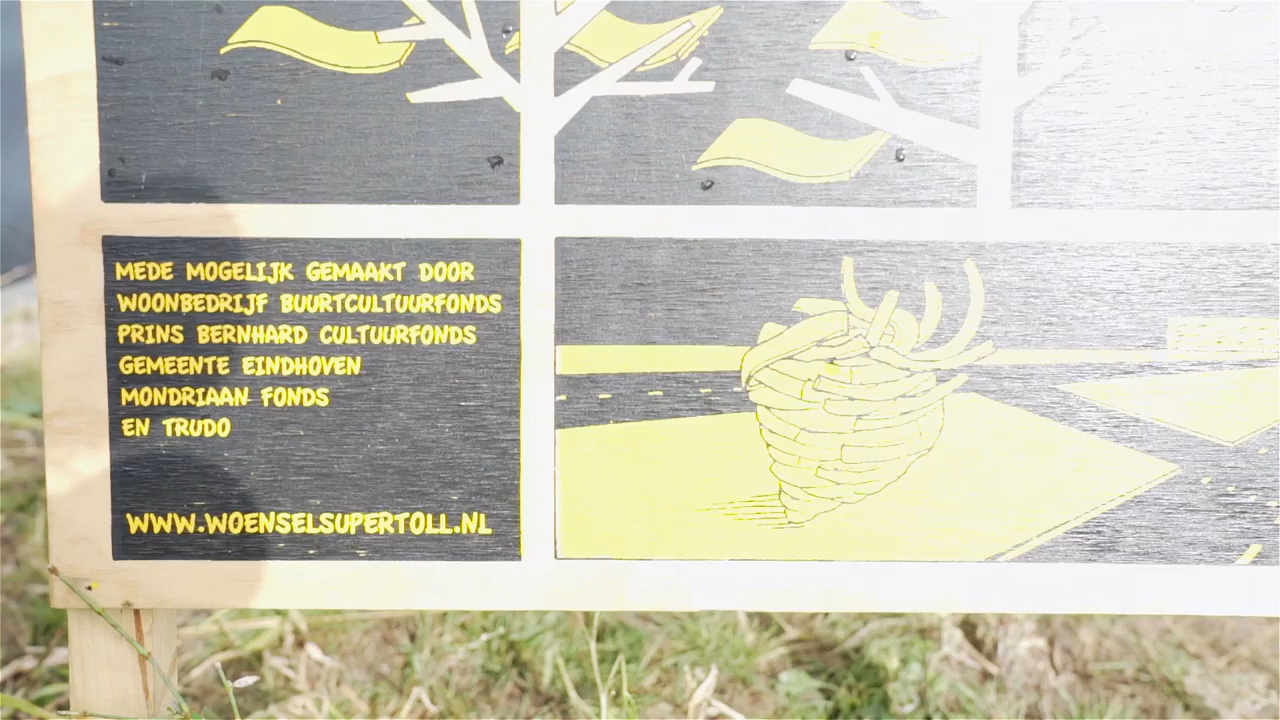 MEDE MOGELIJK GEMAAKT DOOR
WOONBEDRIJF BUURTCULTUURFONDS
PRINS BERNHARD CULTUURFONDS
GEMEENTE EINDHOVEN
MONDRIAAN FONDS
EN TRUDO
WWW.WOENSELSUPERTOLL.NL